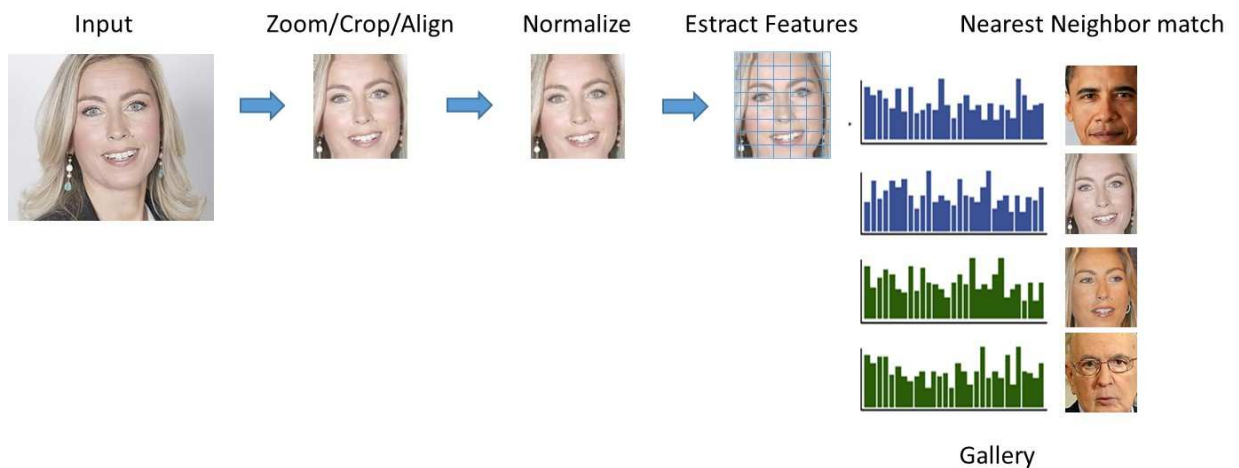 Input
Zoom/Crop/Align
Normalize
Estract Features
Nearest Neighbor match
Gallery